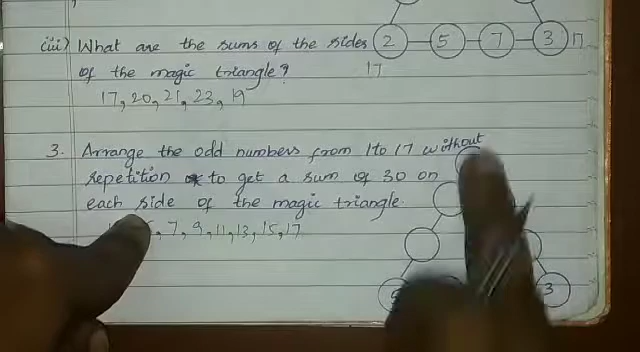 iii) What are the sums of the sides
of the magic triangle?
17, 20, 21, 23, 19
2 5 7 3 17
17
3. Arrange the odd numbers from 1 to 17 without
repetition to get a sum of 30 on
each side of the magic triangle.
7, 9, 11, 13, 15, 17
3